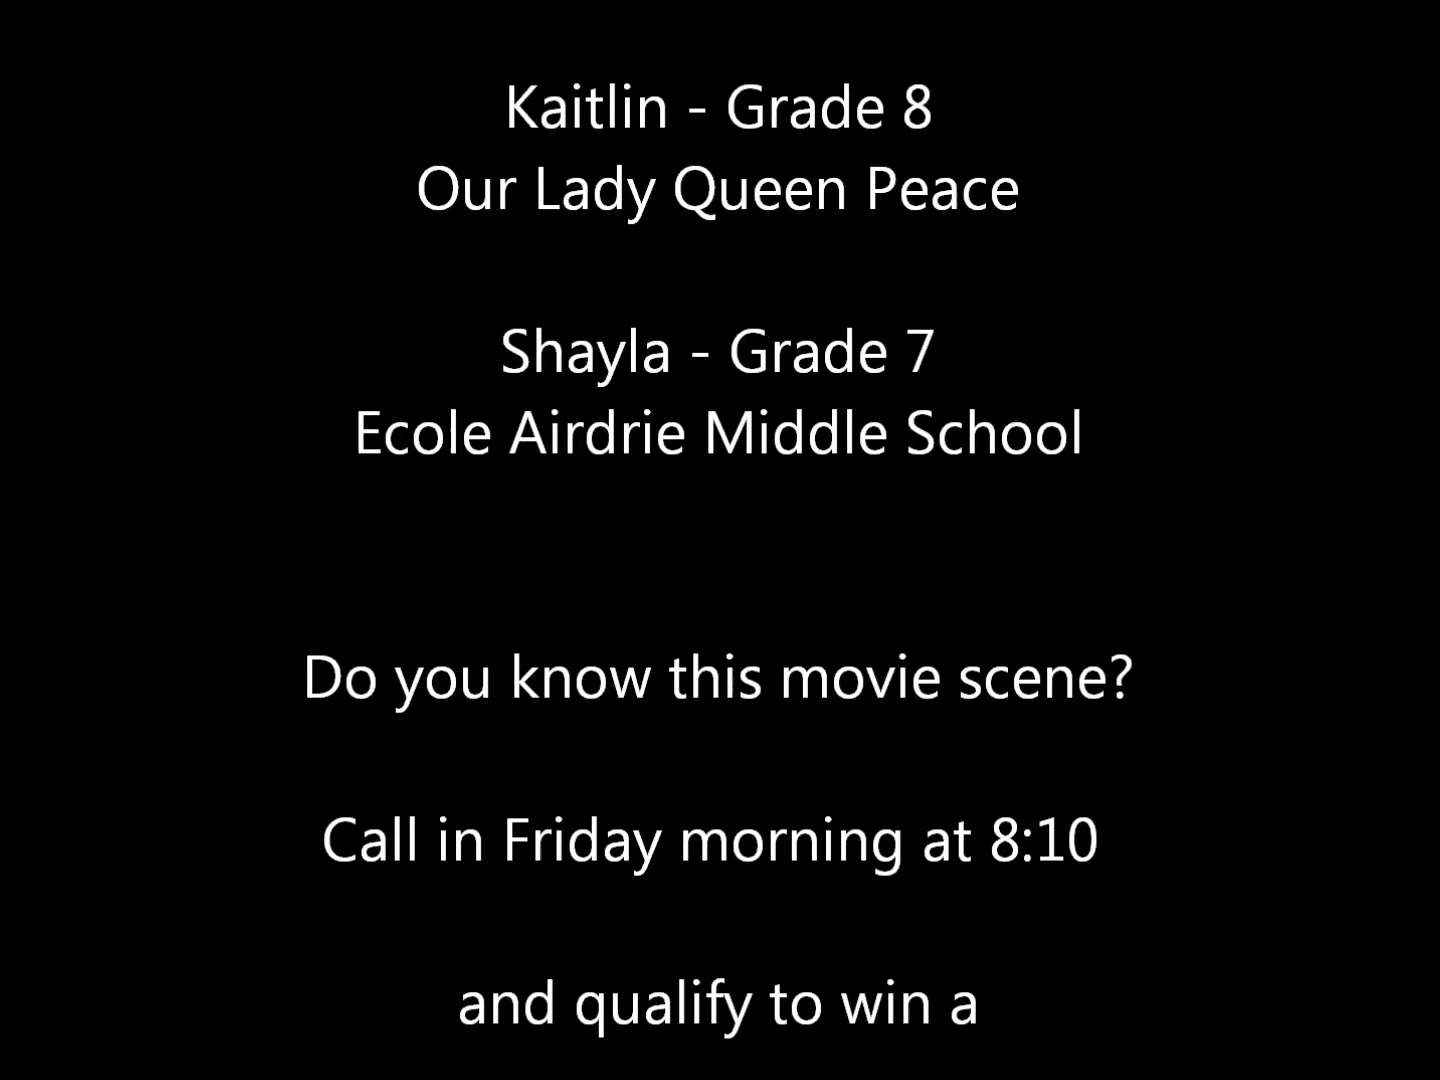 Kaitlin - Grade 8
Our Lady Queen Peace
Shayla - Grade 7
Ecole Airdrie Middle School
Do you know this movie scene?
Call in Friday morning at 8:10
and qualify to win a